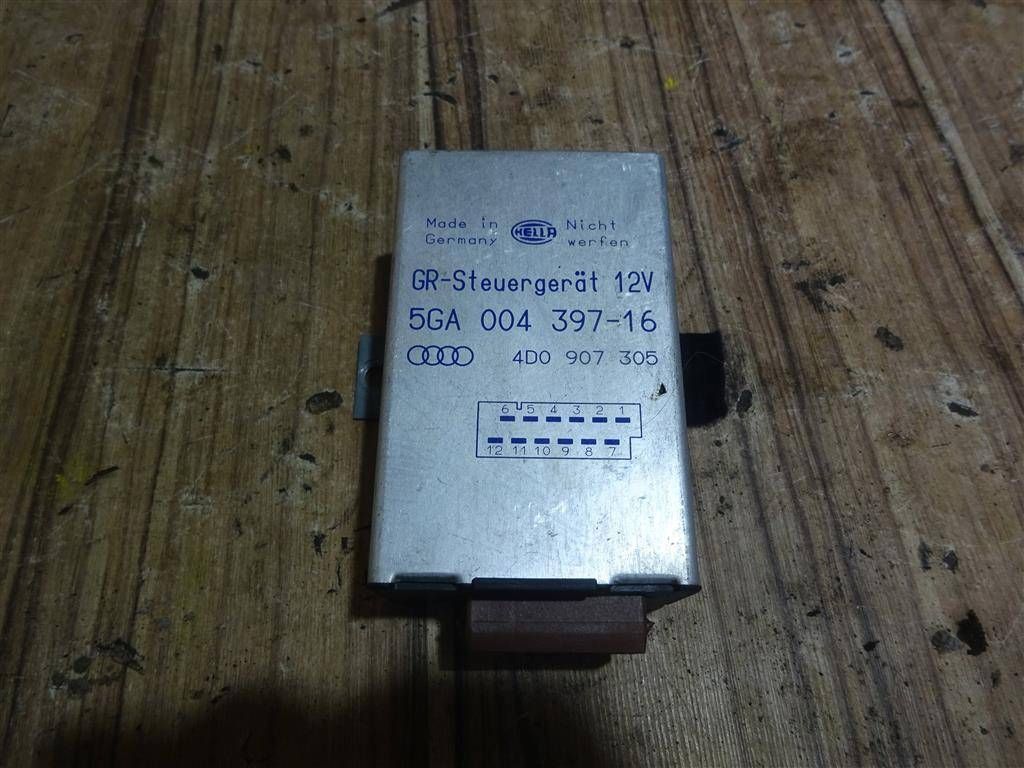 Made in HELLA Nicht
Germany werfen
GR-Steuergerät 12V
5GA 004 397-16
4D0 907 305
6 5 4 3 2 1
12 11 10 9 8 7